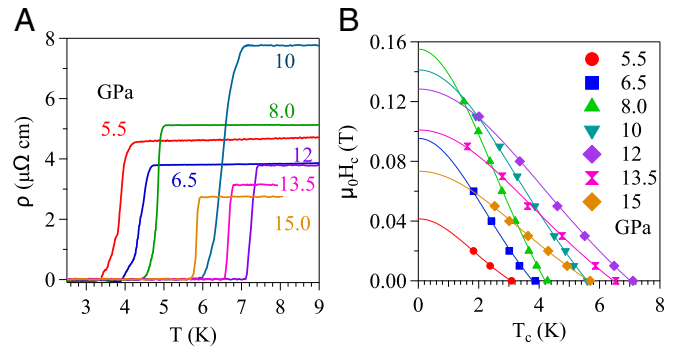 A
8
6
4
2
0
ρ (μΩ cm)
GPa
5.5
6.5
8.0
10
12
13.5
15.0
3 4 5 6 7 8 9
T (K)
B
0.16
0.12
0.08
0.04
0.00
μ0Hc (T)
5.5
6.5
8.0
10
12
13.5
15
GPa
0 2 4 6 8
Tc (K)